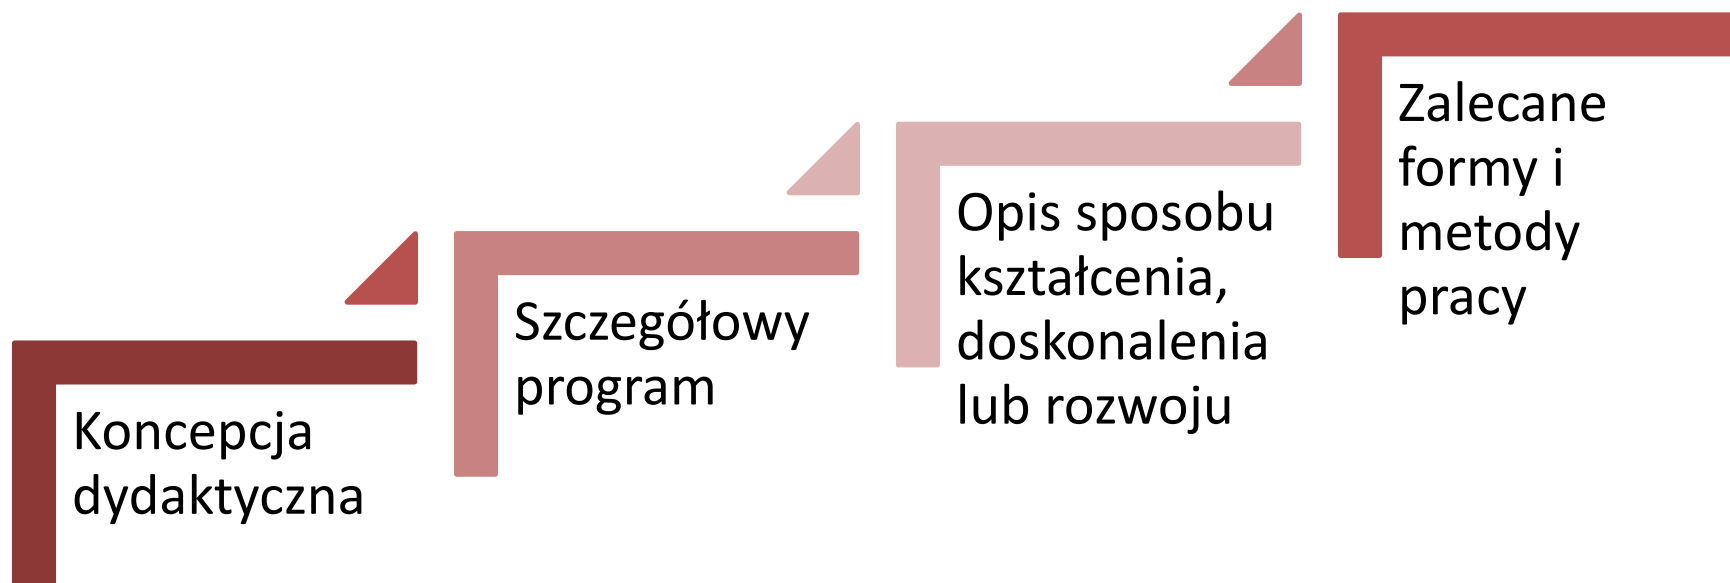 Koncepcja
dydaktyczna
Szczegółowy
program
Opis sposobu
kształcenia,
doskonalenia
lub rozwoju
Zalecane
formy i
metody
pracy